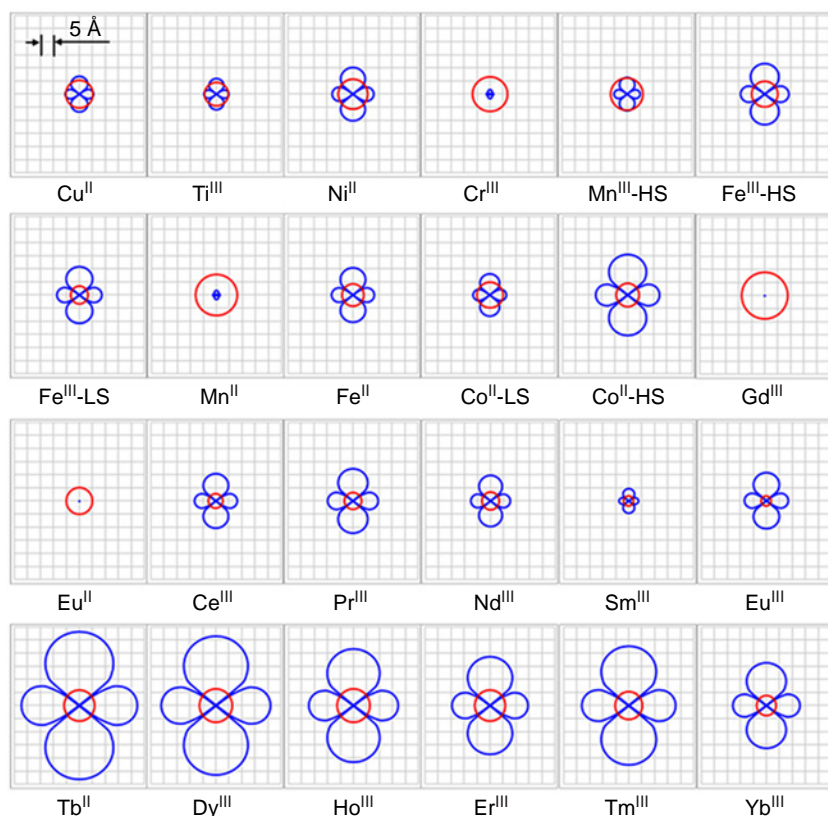 5 Å
Cu^II Ti^III Ni^II Cr^III Mn^III-HS Fe^III-HS
Fe^III-LS Mn^II Fe^II Co^II-LS Co^II-HS Gd^III
Eu^II Ce^III Pr^III Nd^III Sm^III Eu^III
Tb^II Dy^III Ho^III Er^III Tm^III Yb^III